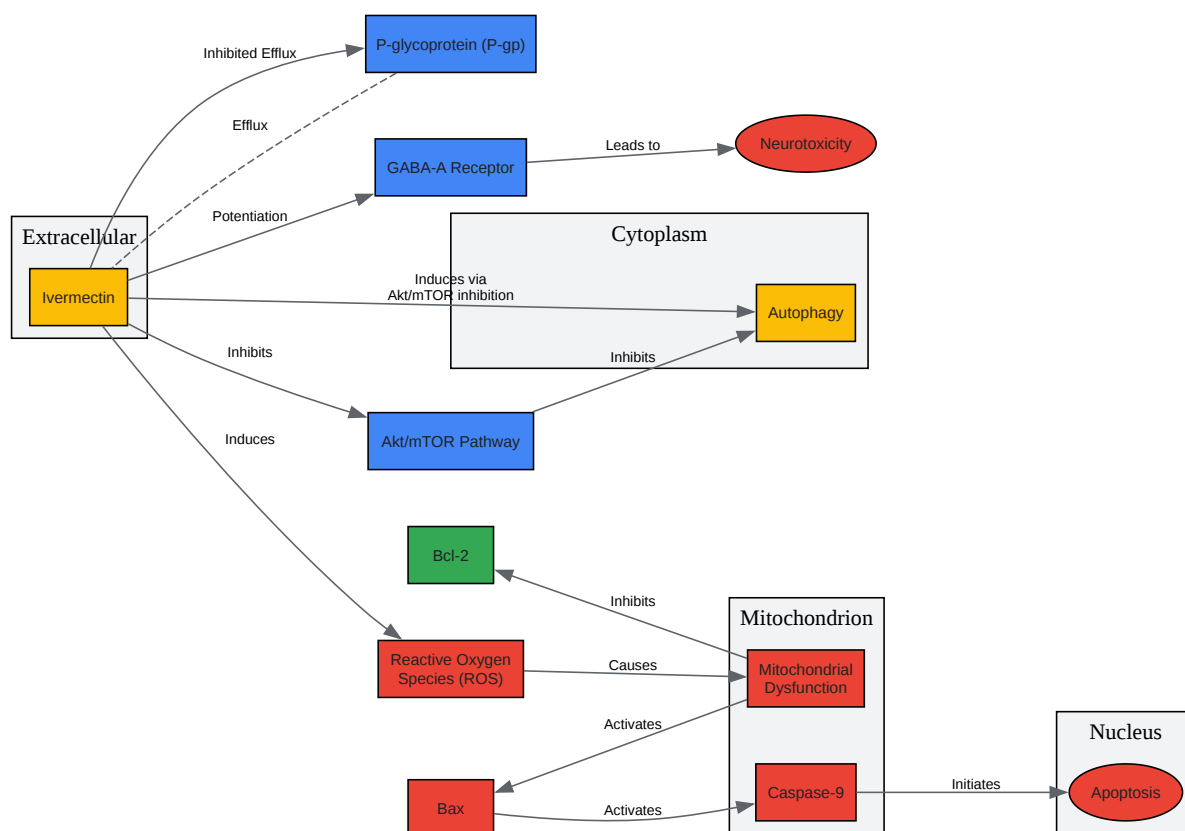 P-glycoprotein (P-gp)
Inhibited Efflux
Efflux
GABA-A Receptor
Leads to
Neurotoxicity
Potentiation
Extracellular
Ivermectin
Cytoplasm
Induces via
Akt/mTOR inhibition
Autophagy
Inhibits
Inhibits
Akt/mTOR Pathway
Induces
Bcl-2
Inhibits
Mitochondrion
Reactive Oxygen
Species (ROS)
Causes
Mitochondrial
Dysfunction
Activates
Nucleus
Bax
Activates
Caspase-9
Initiates
Apoptosis